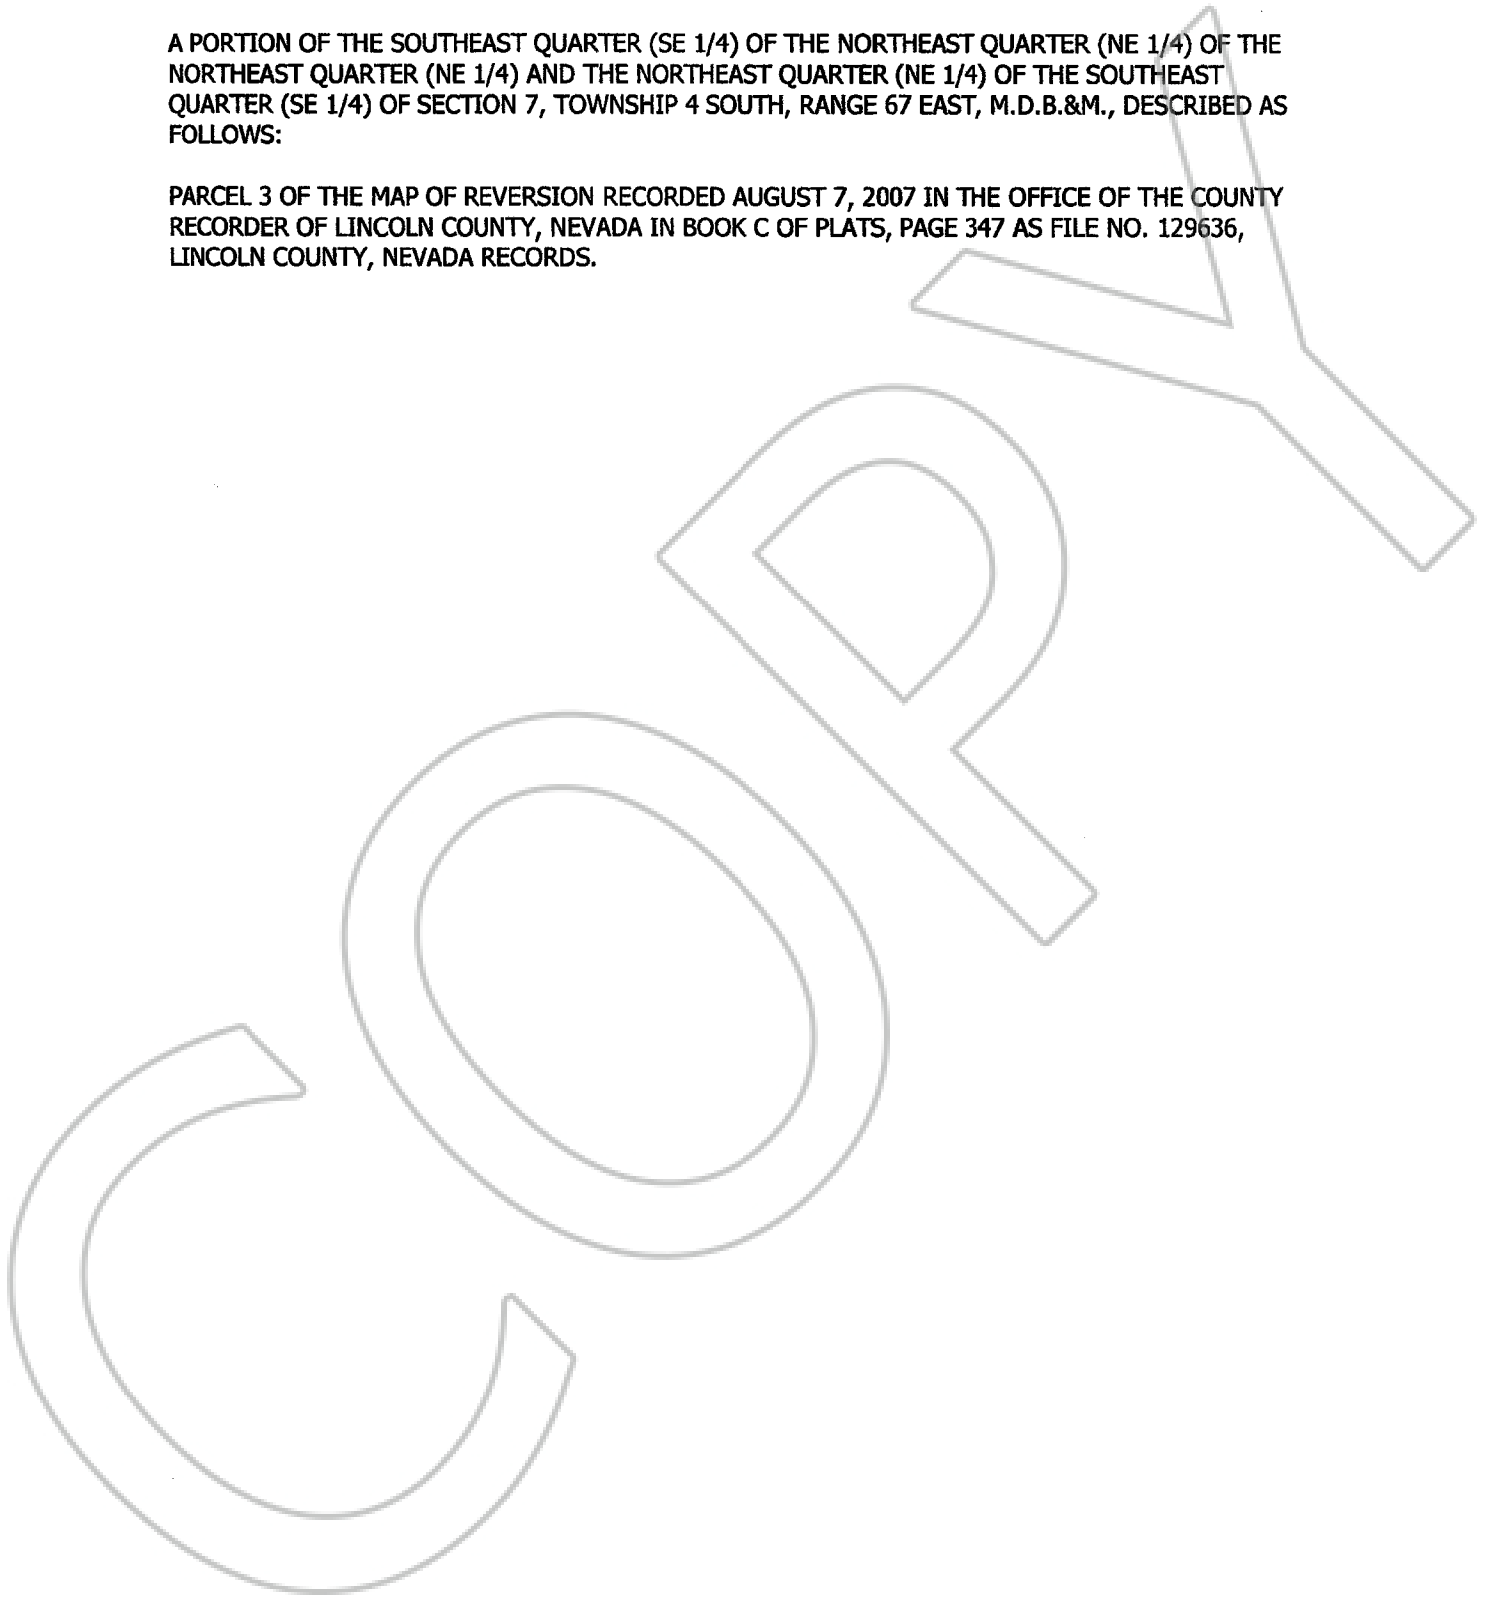 A PORTION OF THE SOUTHEAST QUARTER (SE 1/4) OF THE NORTHEAST QUARTER (NE 1/4) OF THE
NORTHEAST QUARTER (NE 1/4) AND THE NORTHEAST QUARTER (NE 1/4) OF THE SOUTHEAST
QUARTER (SE 1/4) OF SECTION 7, TOWNSHIP 4 SOUTH, RANGE 67 EAST, M.D.B.&M., DESCRIBED AS
FOLLOWS:
PARCEL 3 OF THE MAP OF REVERSION RECORDED AUGUST 7, 2007 IN THE OFFICE OF THE COUNTY
RECORDER OF LINCOLN COUNTY, NEVADA IN BOOK C OF PLATS, PAGE 347 AS FILE NO. 129636,
LINCOLN COUNTY, NEVADA RECORDS.
COPY